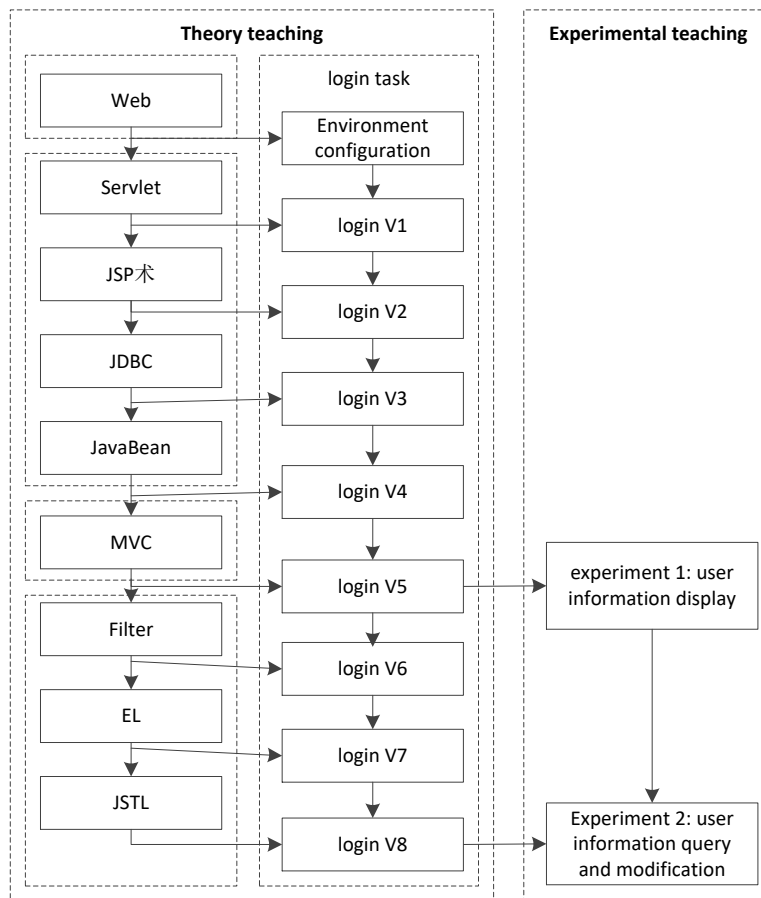 Theory teaching
Experimental teaching
login task
Web
Environment
configuration
Servlet
login V1
JSP术
login V2
JDBC
login V3
JavaBean
login V4
MVC
login V5
experiment 1: user
information display
Filter
login V6
EL
login V7
JSTL
login V8
Experiment 2: user
information query
and modification